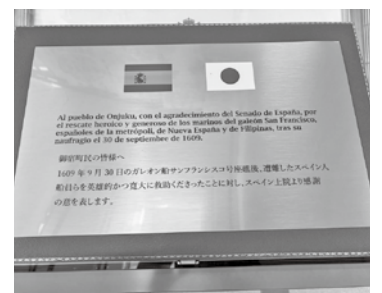 Al pueblo de Onjuku, con el agradecimiento del Senado de España, por
el rescate heroico y generoso de los marinos del galeón San Francisco,
españoles de la metrópoli, de Nueva España y de Filipinas, tras su
naufragio el 30 de septiembre de 1609.
御宿町民の皆様へ
1609年9月30日のガレオン船サンフランシスコ号座礁後、遭難したスペイン人
船員らを英雄的かつ寛大に救助くださったことに対し、スペイン上院より感謝
の意を表します。